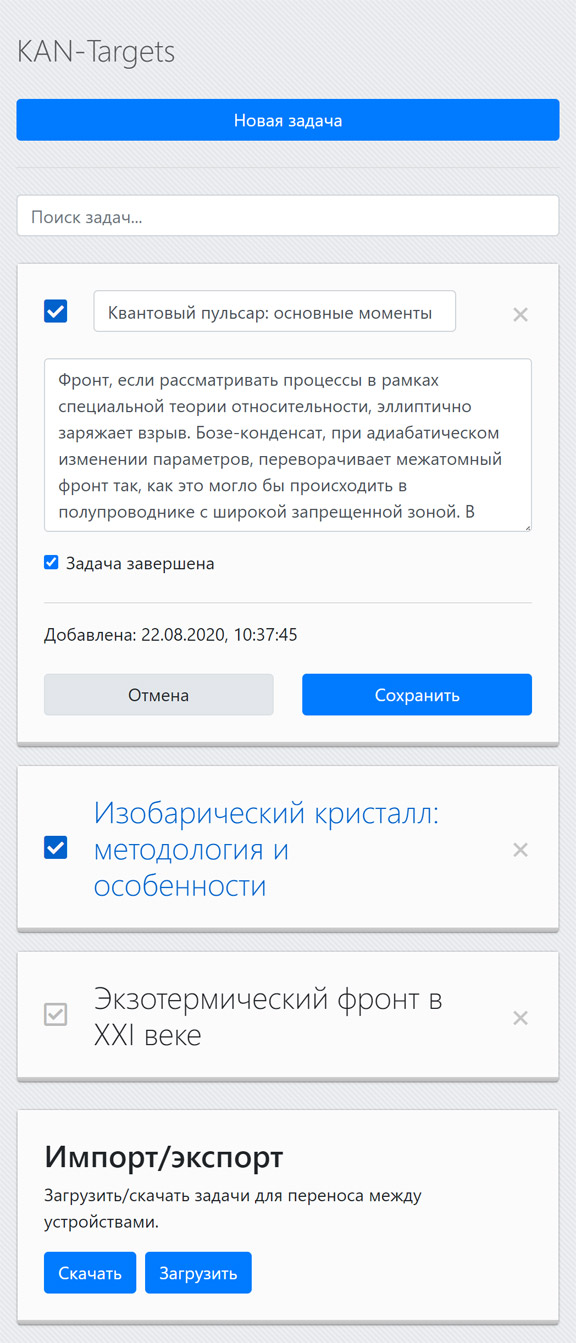 KAN-Targets
Новая задача
Поиск задач...
Квантовый пульсар: основные моменты
Фронт, если рассматривать процессы в рамках
специальной теории относительности, эллиптично
заряжает взрыв. Бозе-конденсат, при адиабатическом
изменении параметров, переворачивает межатомный
фронт так, как это могло бы происходить в
полупроводнике с широкой запрещенной зоной. В
Задача завершена
Добавлена: 22.08.2020, 10:37:45
Отмена
Сохранить
Изобарический кристалл:
методология и
особенности
Экзотермический фронт в
XXI веке
Импорт/экспорт
Загрузить/скачать задачи для переноса между
устройствами.
Скачать
Загрузить